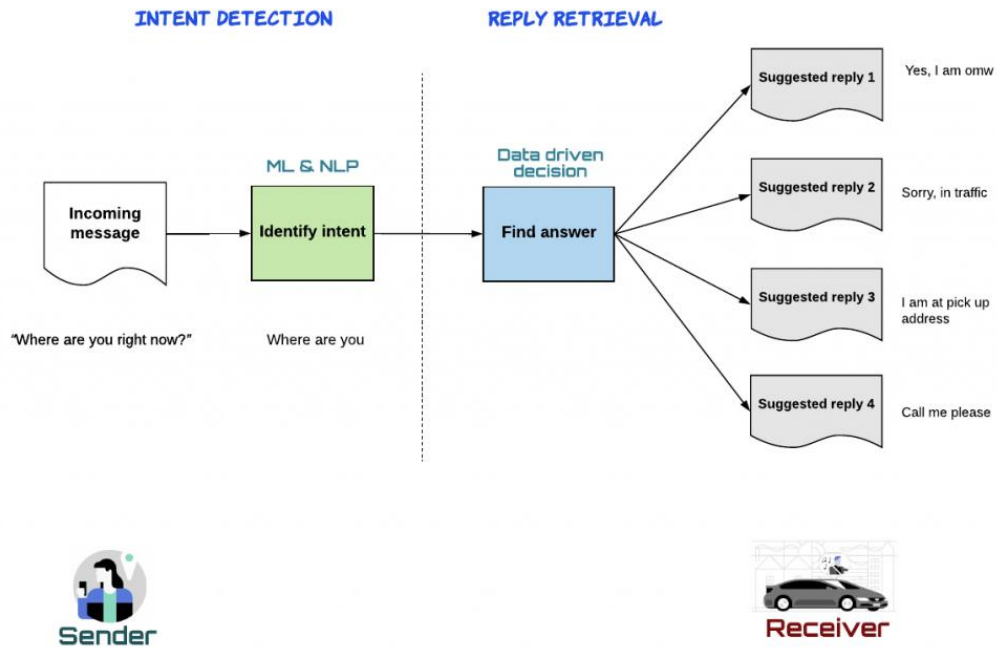 INTENT DETECTION
REPLY RETRIEVAL
ML & NLP
Data driven
decision
Incoming
message
Identify intent
Find answer
Suggested reply 1
Yes, I am omw
Suggested reply 2
Sorry, in traffic
Suggested reply 3
I am at pick up
address
Suggested reply 4
Call me please
"Where are you right now?"
Where are you
Sender
Receiver